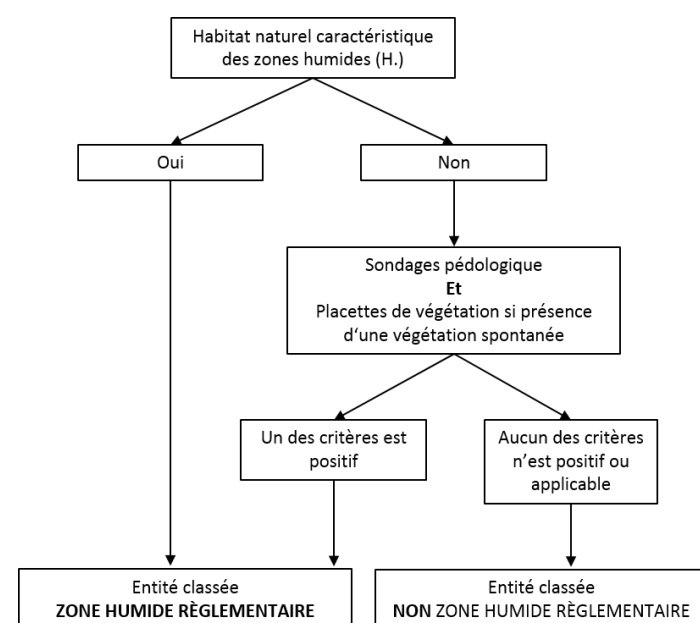 Habitat naturel caractéristique
des zones humides (H.)
Oui
Non
Sondages pédologique
Et
Placettes de végétation si présence
d‘une végétation spontanée
Un des critères est
positif
Aucun des critères
n’est positif ou
applicable
Entité classée
ZONE HUMIDE RÈGLEMENTAIRE
Entité classée
NON ZONE HUMIDE RÈGLEMENTAIRE